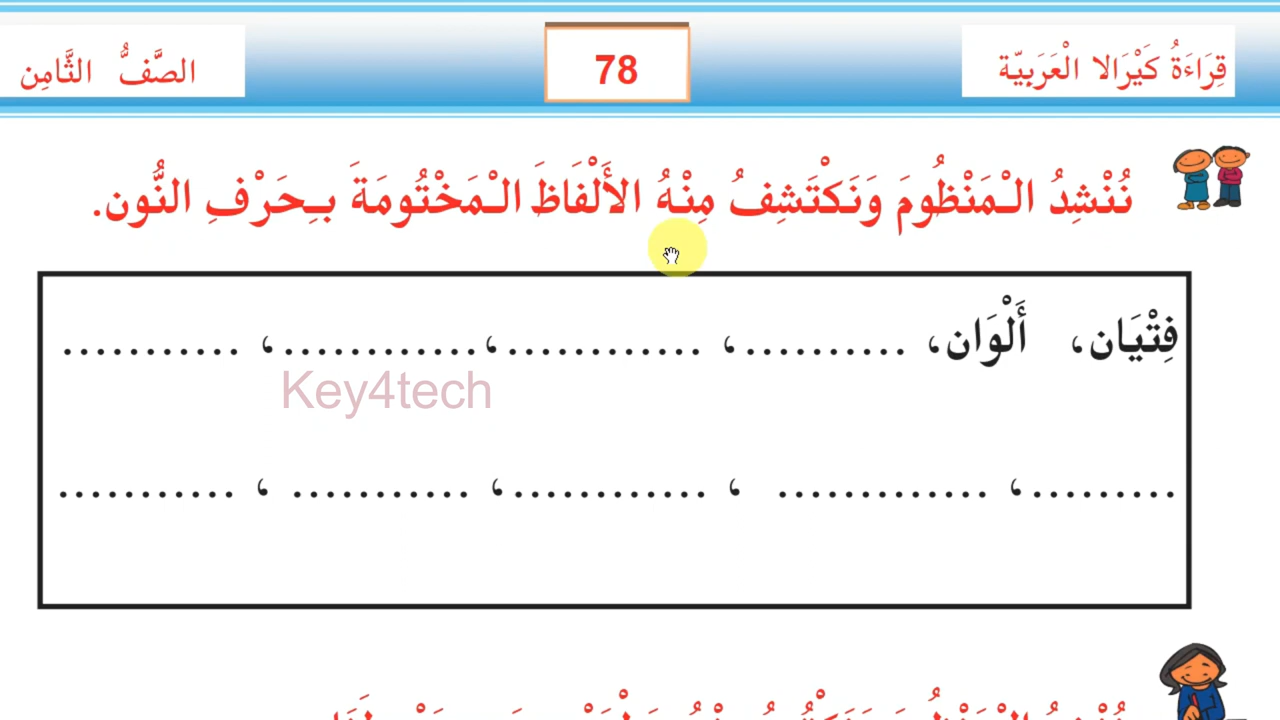 قِرَاءَةُ كَيْرَالا الْعَرَبِيّة 78 الصَّفُّ الثَّامِن
نُنْشِدُ الْمَنْظُومَ وَنَكْتَشِفُ مِنْهُ الأَلْفَاظَ الْمَخْتُومَةَ بِحَرْفِ النُّون.
فِتْيَان، أَلْوَان، ..........، ............، ............، ...........
Key4tech
.........، .............، ............، ...........، ...........